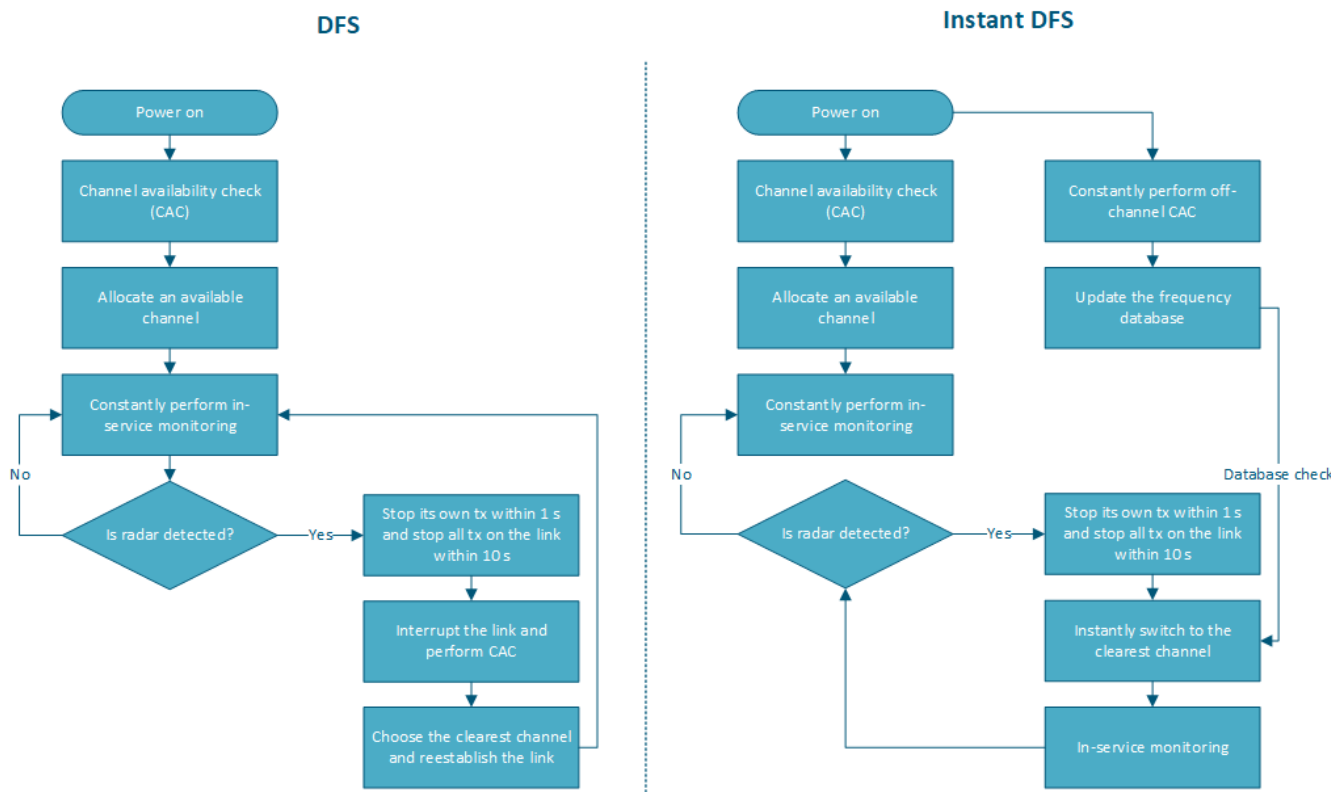 DFS
Power on
Channel availability check
(CAC)
Allocate an available
channel
Constantly perform in-
service monitoring
No
Is radar detected?
Yes
Stop its own tx within 1 s
and stop all tx on the link
within 10 s
Interrupt the link and
perform CAC
Choose the clearest channel
and reestablish the link
Instant DFS
Power on
Channel availability check
(CAC)
Constantly perform off-
channel CAC
Allocate an available
channel
Update the frequency
database
Constantly perform in-
service monitoring
No
Database check
Is radar detected?
Yes
Stop its own tx within 1 s
and stop all tx on the link
within 10 s
Instantly switch to the
clearest channel
In-service monitoring